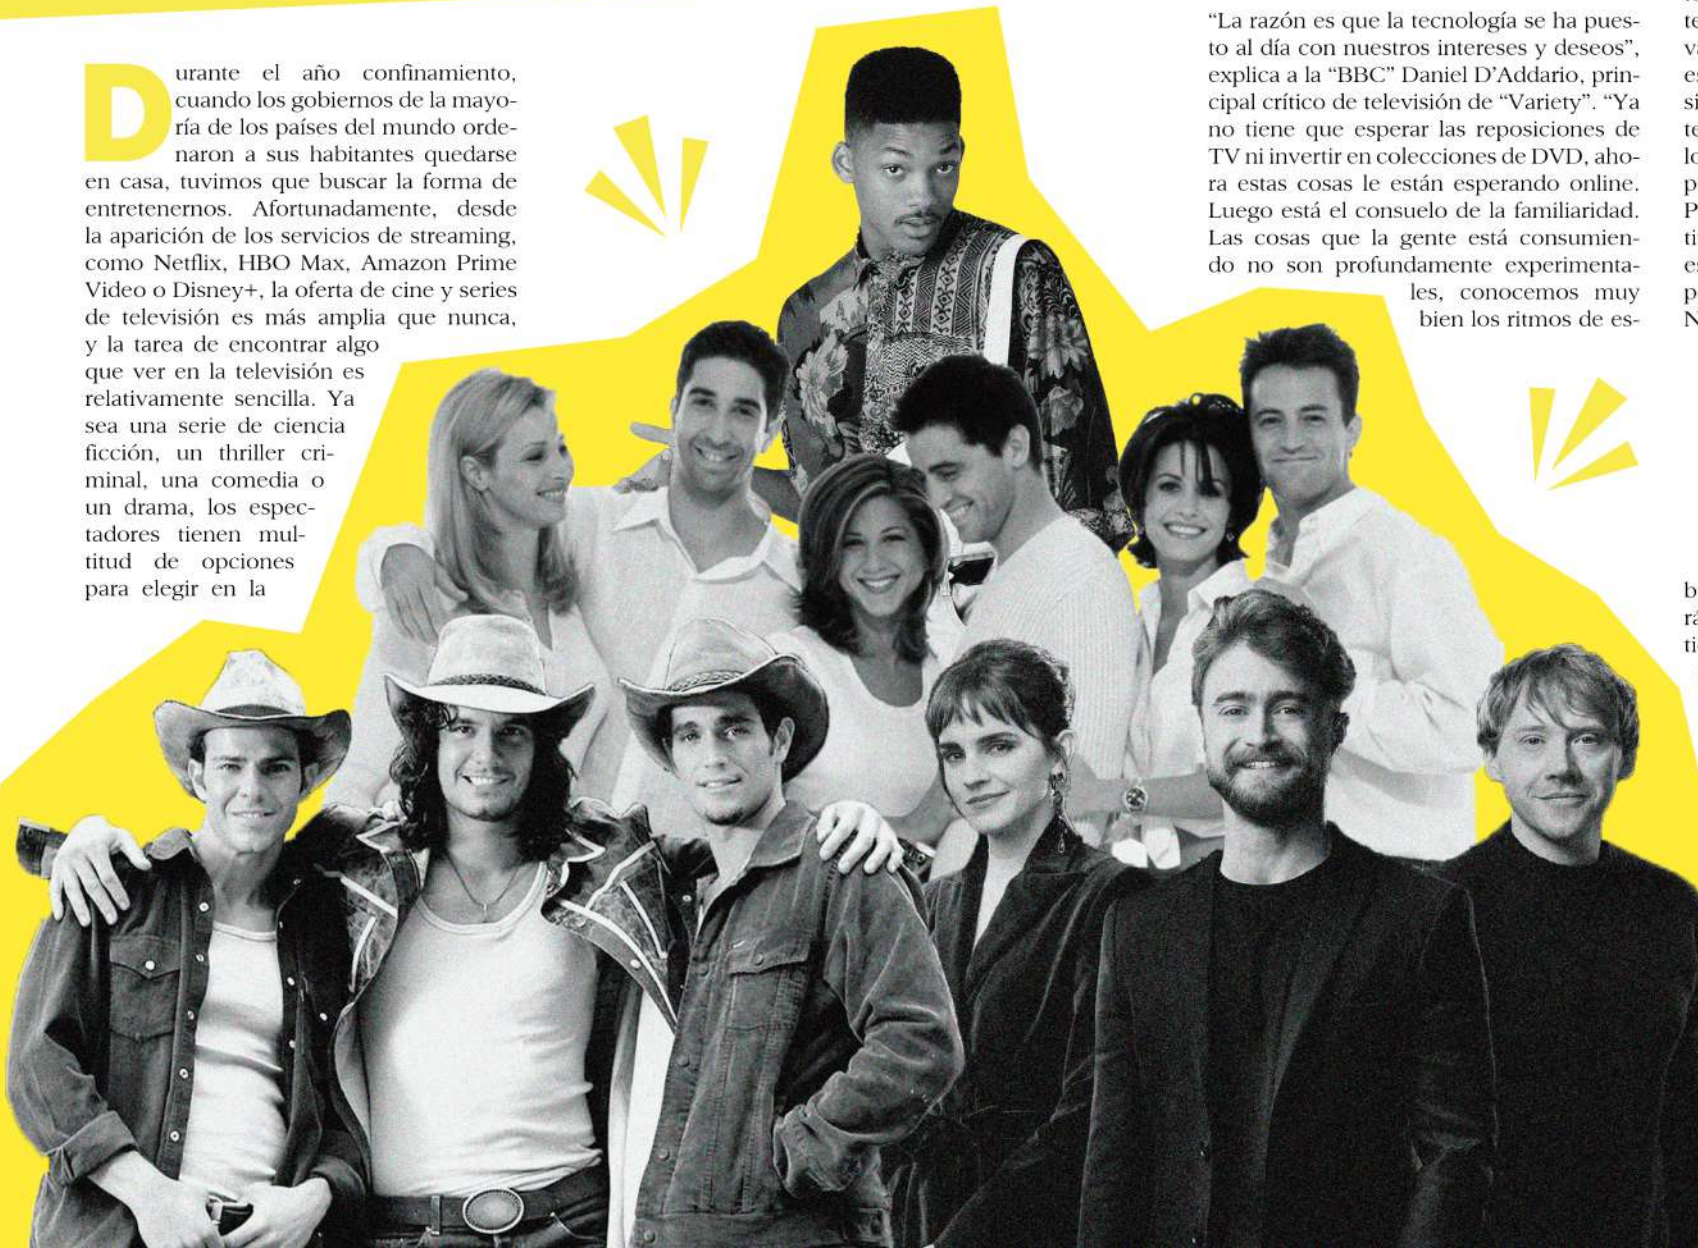 Durante el año confinamiento,
cuando los gobiernos de la mayo-
ría de los países del mundo orde-
naron a sus habitantes quedarse
en casa, tuvimos que buscar la forma de
entretenernos. Afortunadamente, desde
la aparición de los servicios de streaming,
como Netflix, HBO Max, Amazon Prime
Video o Disney+, la oferta de cine y series
de televisión es más amplia que nunca,
y la tarea de encontrar algo
que ver en la televisión es
relativamente sencilla. Ya
sea una serie de ciencia
ficción, un thriller cri-
minal, una comedia o
un drama, los espec-
tadores tienen mul-
titud de opciones
para elegir en la
“La razón es que la tecnología se ha pues-
to al día con nuestros intereses y deseos”,
explica a la “BBC” Daniel D’Addario, prin-
cipal crítico de televisión de “Variety”. “Ya
no tiene que esperar las reposiciones de
TV ni invertir en colecciones de DVD, aho-
ra estas cosas le están esperando online.
Luego está el consuelo de la familiaridad.
Las cosas que la gente está consumien-
do no son profundamente experimenta-
les, conocemos muy
bien los ritmos de es-